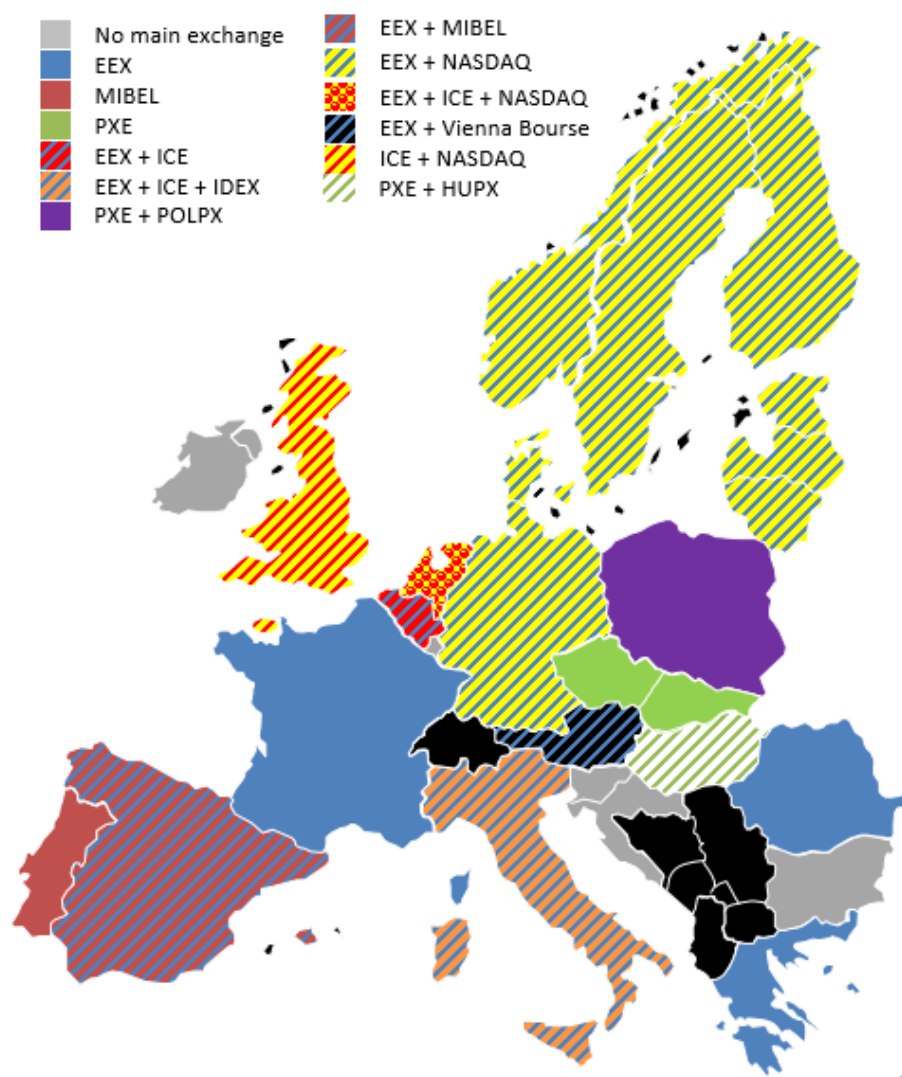 No main exchange
EEX
MIBEL
PXE
EEX + ICE
EEX + ICE + IDEX
PXE + POLPX
EEX + MIBEL
EEX + NASDAQ
EEX + ICE + NASDAQ
EEX + Vienna Bourse
ICE + NASDAQ
PXE + HUPX